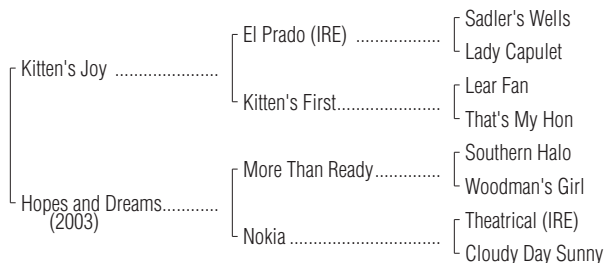 Kitten's Joy ......................
El Prado (IRE) ..................
Sadler's Wells
Lady Capulet
Kitten's First......................
Lear Fan
That's My Hon
Hopes and Dreams............
(2003)
More Than Ready..............
Southern Halo
Woodman's Girl
Nokia ................................
Theatrical (IRE)
Cloudy Day Sunny